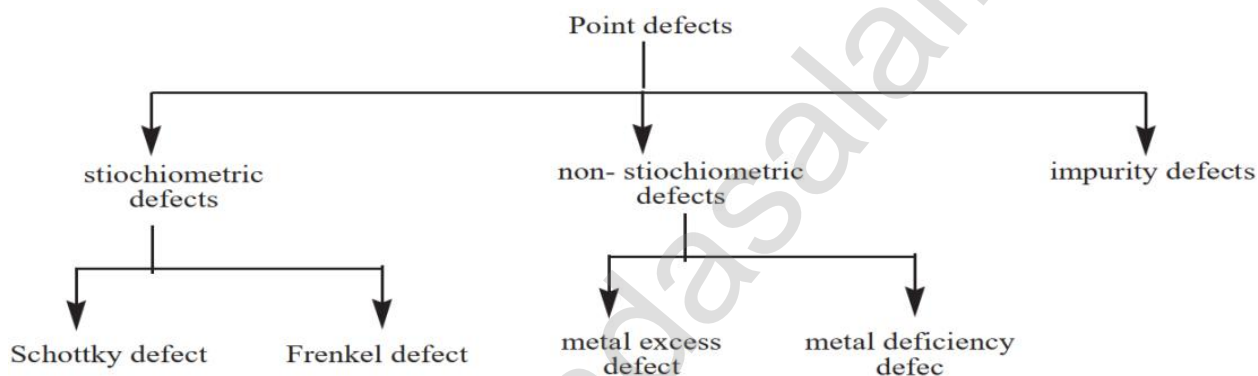 Point defects
stiochiometric
defects
non- stiochiometric
defects
impurity defects
Schottky defect
Frenkel defect
metal excess
defect
metal deficiency
defec
dasalai